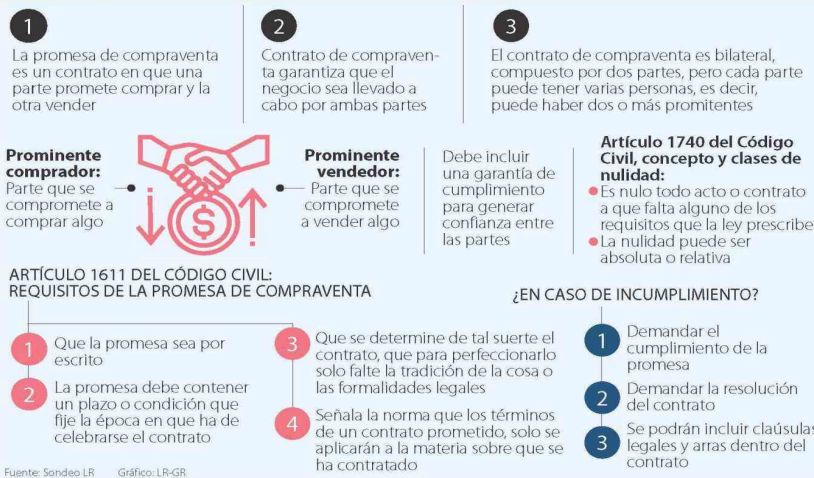 1
La promesa de compraventa
es un contrato en que una
parte promete comprar y la
otra vender
2
Contrato de compraven-
ta garantiza que el
negocio sea llevado a
cabo por ambas partes
3
El contrato de compraventa es bilateral,
compuesto por dos partes, pero cada parte
puede tener varias personas, es decir,
puede haber dos o más promitentes
Prominente
comprador:
Parte que se
compromete a
comprar algo
$
Prominente
vendedor:
Parte que se
compromete
a vender algo
Debe incluir
una garantía de
cumplimiento
para generar
confianza entre
las partes
Artículo 1740 del Código
Civil, concepto y clases de
nulidad:
Es nulo todo acto o contrato
a que falta alguno de los
requisitos que la ley prescribe
La nulidad puede ser
absoluta o relativa
ARTÍCULO 1611 DEL CÓDIGO CIVIL:
REQUISITOS DE LA PROMESA DE COMPRAVENTA
1
Que la promesa sea por
escrito
2
La promesa debe contener
un plazo o condición que
fije la época en que ha de
celebrarse el contrato
3
Que se determine de tal suerte el
contrato, que para perfeccionarlo
solo falte la tradición de la cosa o
las formalidades legales
4
Señala la norma que los términos
de un contrato prometido, solo se
aplicarán a la materia sobre que se
ha contratado
¿EN CASO DE INCUMPLIMIENTO?
1
Demandar el
cumplimiento de la
promesa
2
Demandar la resolución
del contrato
3
Se podrán incluir claúsulas
legales y arras dentro del
contrato
Fuente: Sondeo LR Gráfico: LR-GR